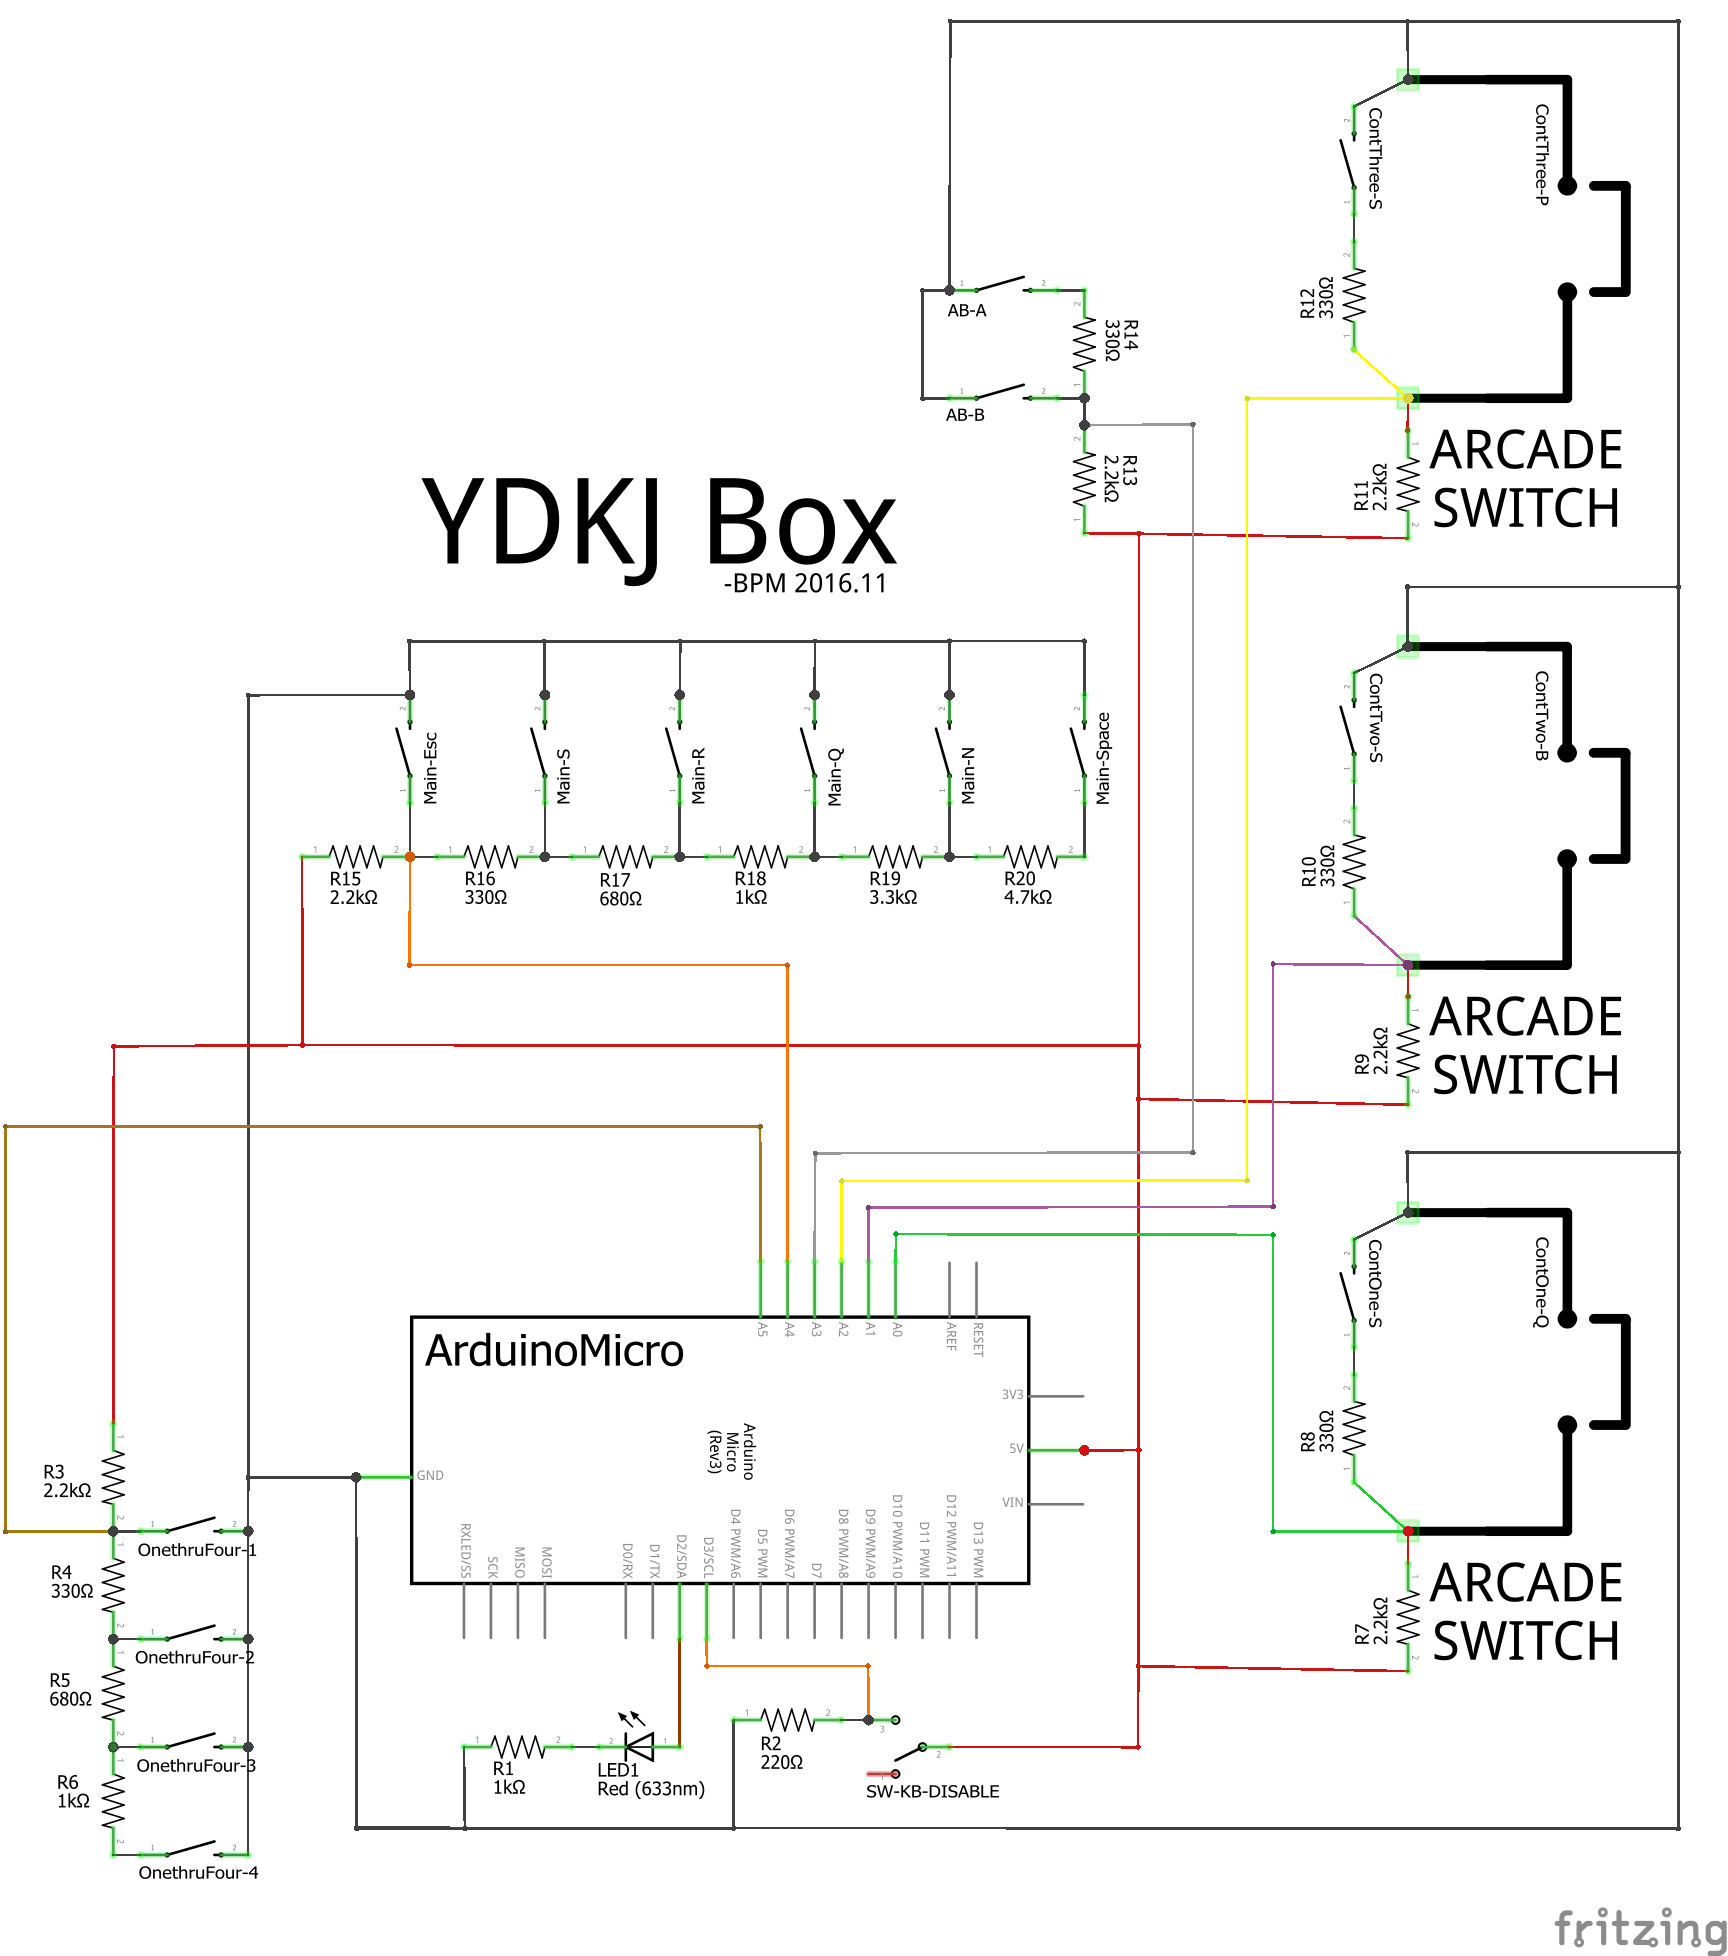 ContThree-S
ContThree-P
R12
330Ω
AB-A
R14
330Ω
AB-B
R13
2.2kΩ
R11
2.2kΩ
ARCADE
SWITCH
YDKJ Box
-BPM 2016.11
ContTwo-S
ContTwo-B
R10
330Ω
R9
2.2kΩ
ARCADE
SWITCH
Main-Esc
Main-S
Main-R
Main-Q
Main-N
Main-Space
R15
2.2kΩ
R16
330Ω
R17
680Ω
R18
1kΩ
R19
3.3kΩ
R20
4.7kΩ
ContOne-S
ContOne-Q
R8
330Ω
R7
2.2kΩ
ARCADE
SWITCH
ArduinoMicro
A5
A4
A3
A2
A1
A0
AREF
RESET
3V3
5V
VIN
GND
Arduino
Micro
(Rev3)
RXLED/SS
SCK
MISO
MOSI
D0/RX
D1/TX
D2/SDA
D3/SCL
D4 PWM/A6
D5 PWM
D6 PWM/A7
D7
D8 PWM/A8
D9 PWM/A9
D10 PWM/A10
D11 PWM
D12 PWM/A11
D13 PWM
R3
2.2kΩ
OnethruFour-1
R4
330Ω
OnethruFour-2
R5
680Ω
OnethruFour-3
R6
1kΩ
OnethruFour-4
R1
1kΩ
LED1
Red (633nm)
R2
220Ω
SW-KB-DISABLE
fritzing